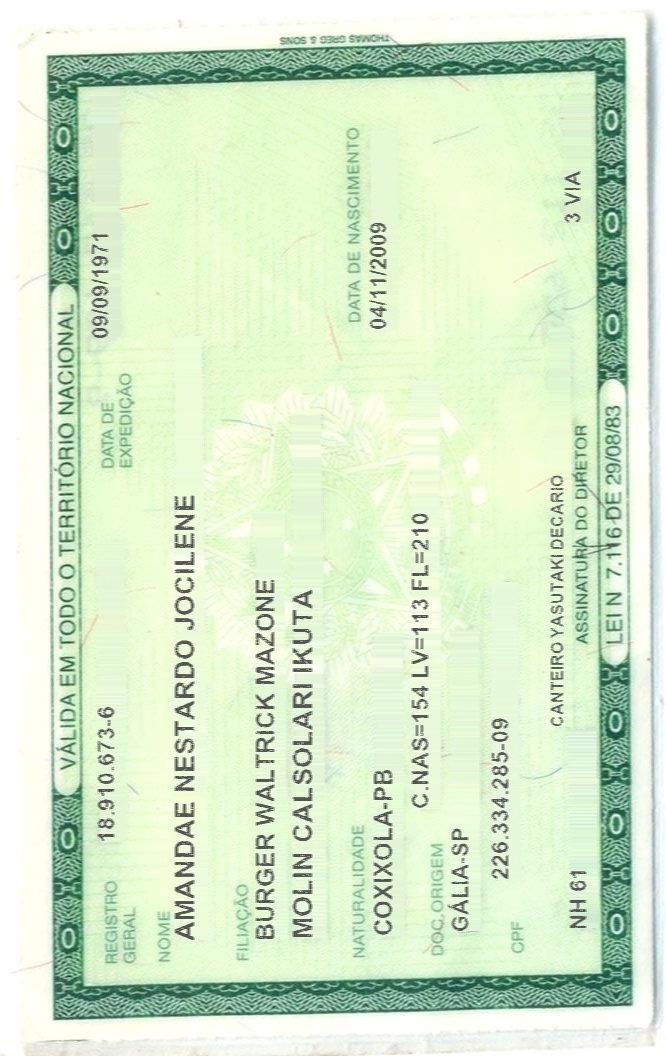 THOMAS GREG & SONS
VÁLIDA EM TODO O TERRITÓRIO NACIONAL
REGISTRO GERAL 18.910.673-6 DATA DE EXPEDIÇÃO 09/09/1971
NOME
AMANDAE NESTARDO JOCILENE
FILIAÇÃO
BURGER WALTRICK MAZONE
MOLIN CALSOLARI IKUTA
NATURALIDADE DATA DE NASCIMENTO
COXIXOLA-PB 04/11/2009
C.NAS=154 LV=113 FL=210
DOC. ORIGEM
GÁLIA-SP
226.334.285-09
CPF
CANTEIRO YASUTAKI DECARIO
NH 61 3 VIA
ASSINATURA DO DIRETOR
LEI N 7.116 DE 29/08/83